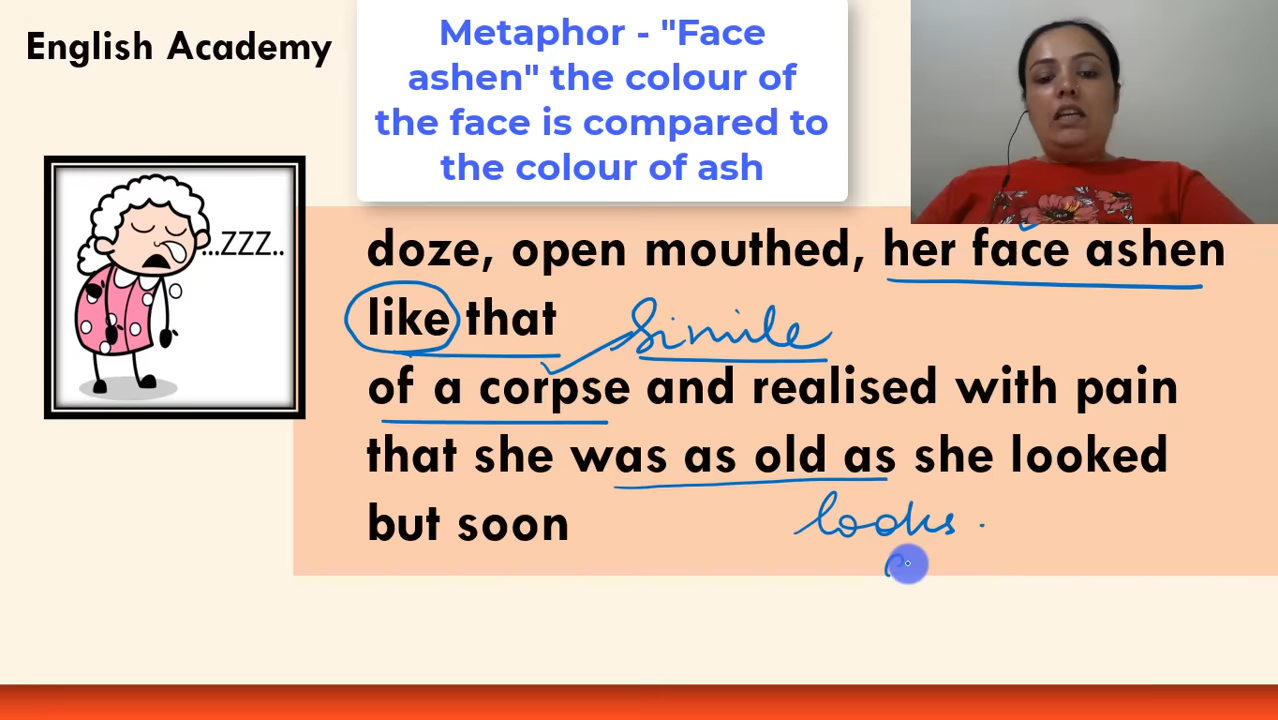 English Academy
Metaphor - "Face
ashen" the colour of
the face is compared to
the colour of ash
...ZZZ..
doze, open mouthed, her face ashen
like that
Simile
of a corpse and realised with pain
that she was as old as she looked
but soon
looks.